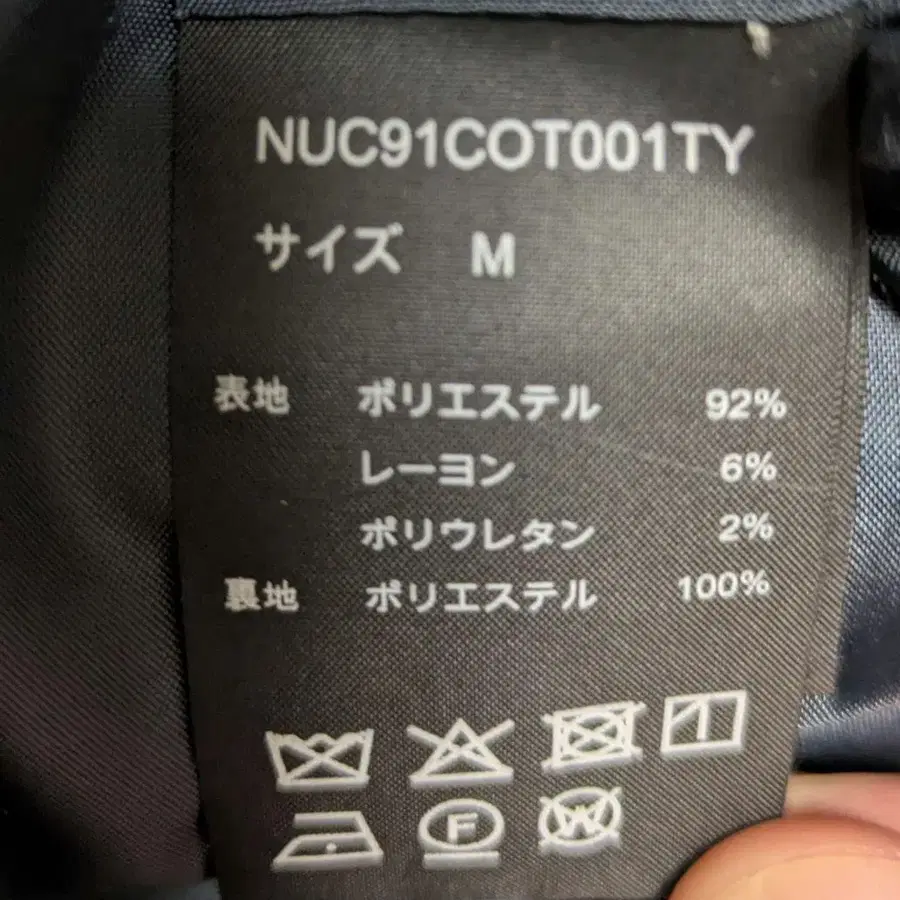 NUC91COT001TY
サイズ M
表地 ポリエステル 92%
レーヨン 6%
ポリウレタン 2%
裏地 ポリエステル 100%
F
W